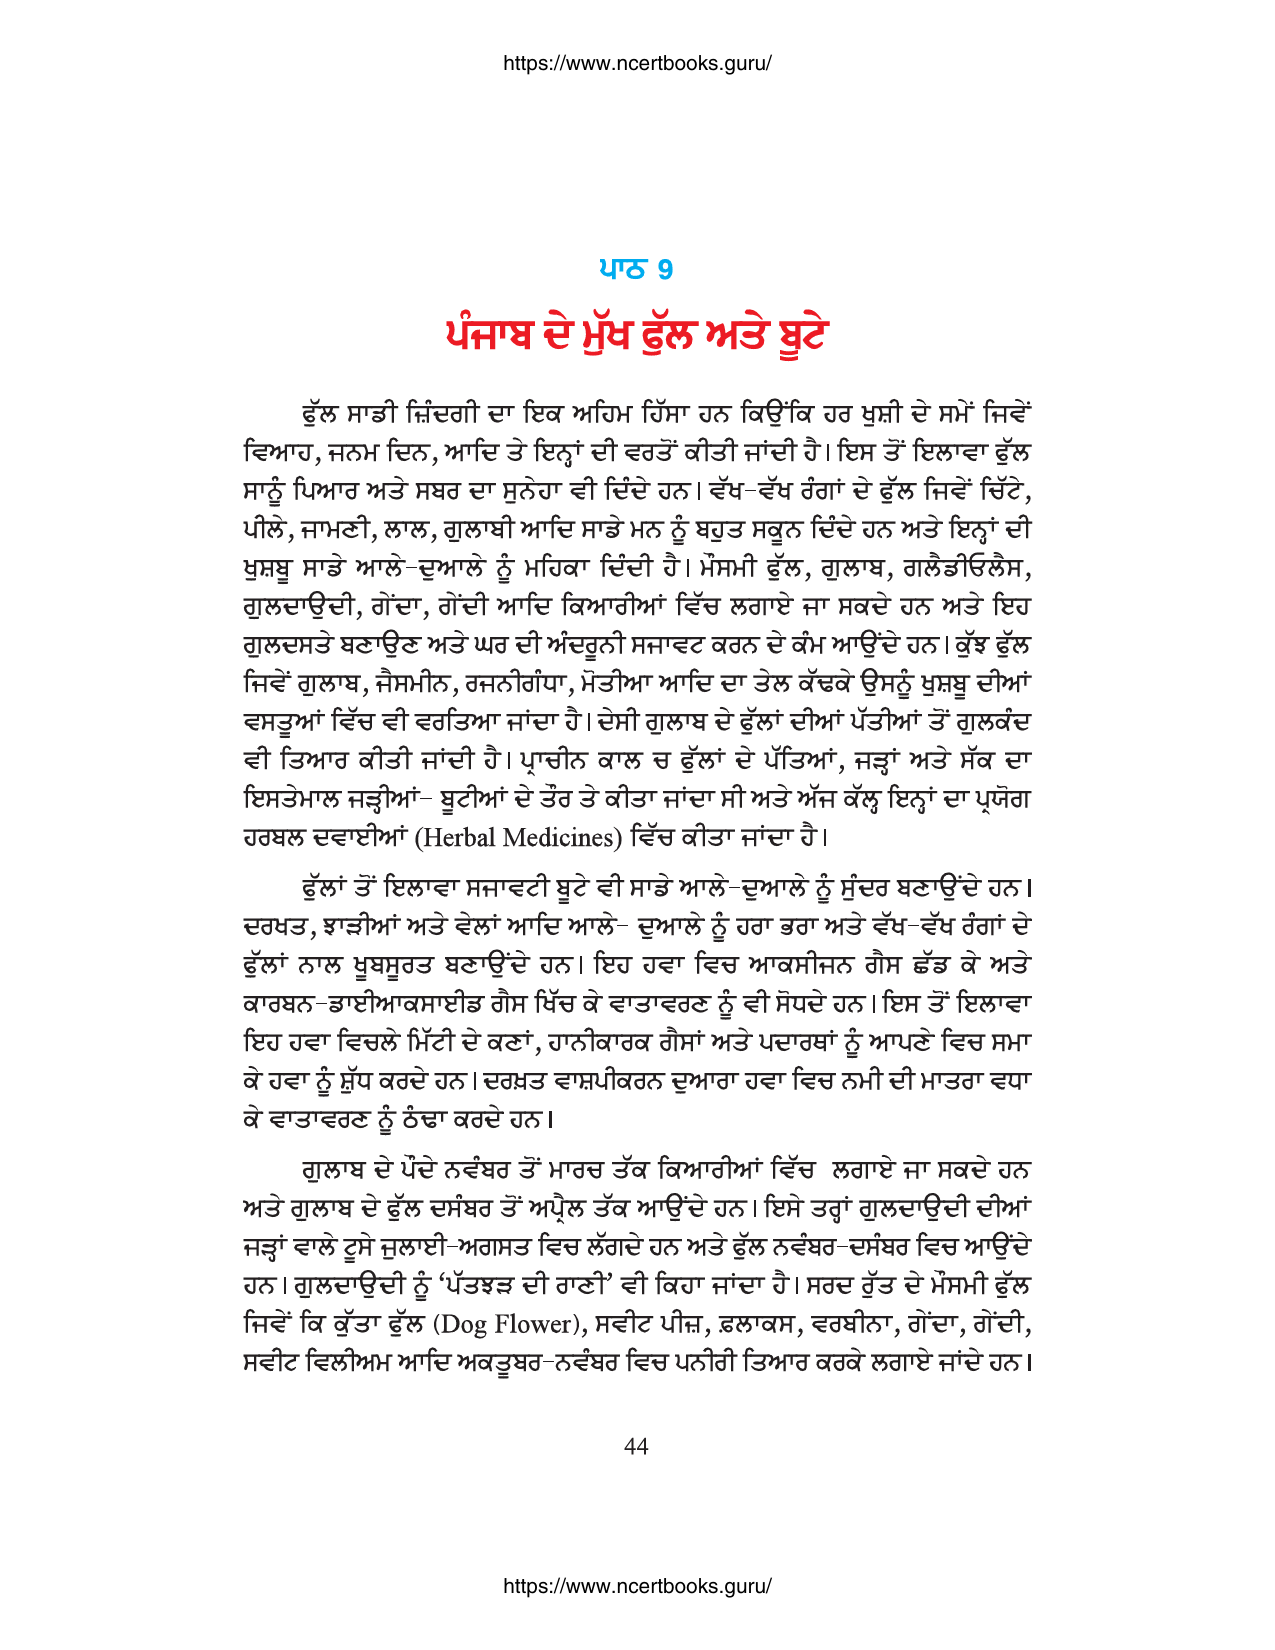 https://www.ncertbooks.guru/
ਪਾਠ 9
ਪੰਜਾਬ ਦੇ ਮੁੱਖ ਫੁੱਲ ਅਤੇ ਬੂਟੇ
ਫੁੱਲ ਸਾਡੀ ਜ਼ਿੰਦਗੀ ਦਾ ਇਕ ਅਹਿਮ ਹਿੱਸਾ ਹਨ ਕਿਉਂਕਿ ਹਰ ਖੁਸ਼ੀ ਦੇ ਸਮੇਂ ਜਿਵੇਂ
ਵਿਆਹ, ਜਨਮ ਦਿਨ, ਆਦਿ ਤੇ ਇਨ੍ਹਾਂ ਦੀ ਵਰਤੋਂ ਕੀਤੀ ਜਾਂਦੀ ਹੈ। ਇਸ ਤੋਂ ਇਲਾਵਾ ਫੁੱਲ
ਸਾਨੂੰ ਪਿਆਰ ਅਤੇ ਸਬਰ ਦਾ ਸੁਨੇਹਾ ਵੀ ਦਿੰਦੇ ਹਨ। ਵੱਖ-ਵੱਖ ਰੰਗਾਂ ਦੇ ਫੁੱਲ ਜਿਵੇਂ ਚਿੱਟੇ,
ਪੀਲੇ, ਜਾਮਣੀ, ਲਾਲ, ਗੁਲਾਬੀ ਆਦਿ ਸਾਡੇ ਮਨ ਨੂੰ ਬਹੁਤ ਸਕੂਨ ਦਿੰਦੇ ਹਨ ਅਤੇ ਇਨ੍ਹਾਂ ਦੀ
ਖੁਸ਼ਬੂ ਸਾਡੇ ਆਲੇ-ਦੁਆਲੇ ਨੂੰ ਮਹਿਕਾ ਦਿੰਦੀ ਹੈ। ਮੌਸਮੀ ਫੁੱਲ, ਗੁਲਾਬ, ਗਲੈਡੀਓਲੈਸ,
ਗੁਲਦਾਉਦੀ, ਗੇਂਦਾ, ਗੇਂਦੀ ਆਦਿ ਕਿਆਰੀਆਂ ਵਿੱਚ ਲਗਾਏ ਜਾ ਸਕਦੇ ਹਨ ਅਤੇ ਇਹ
ਗੁਲਦਸਤੇ ਬਣਾਉਣ ਅਤੇ ਘਰ ਦੀ ਅੰਦਰੂਨੀ ਸਜਾਵਟ ਕਰਨ ਦੇ ਕੰਮ ਆਉਂਦੇ ਹਨ। ਕੁੱਝ ਫੁੱਲ
ਜਿਵੇਂ ਗੁਲਾਬ, ਜੈਸਮੀਨ, ਰਜਨੀਗੰਧਾ, ਮੋਤੀਆ ਆਦਿ ਦਾ ਤੇਲ ਕੱਢਕੇ ਉਸਨੂੰ ਖੁਸ਼ਬੂ ਦੀਆਂ
ਵਸਤੂਆਂ ਵਿੱਚ ਵੀ ਵਰਤਿਆ ਜਾਂਦਾ ਹੈ। ਦੇਸੀ ਗੁਲਾਬ ਦੇ ਫੁੱਲਾਂ ਦੀਆਂ ਪੱਤੀਆਂ ਤੋਂ ਗੁਲਕੰਦ
ਵੀ ਤਿਆਰ ਕੀਤੀ ਜਾਂਦੀ ਹੈ। ਪ੍ਰਾਚੀਨ ਕਾਲ ਚ ਫੁੱਲਾਂ ਦੇ ਪੱਤਿਆਂ, ਜੜ੍ਹਾਂ ਅਤੇ ਸੱਕ ਦਾ
ਇਸਤੇਮਾਲ ਜੜ੍ਹੀਆਂ- ਬੂਟੀਆਂ ਦੇ ਤੌਰ ਤੇ ਕੀਤਾ ਜਾਂਦਾ ਸੀ ਅਤੇ ਅੱਜ ਕੱਲ੍ਹ ਇਨ੍ਹਾਂ ਦਾ ਪ੍ਰਯੋਗ
ਹਰਬਲ ਦਵਾਈਆਂ (Herbal Medicines) ਵਿੱਚ ਕੀਤਾ ਜਾਂਦਾ ਹੈ।
ਫੁੱਲਾਂ ਤੋਂ ਇਲਾਵਾ ਸਜਾਵਟੀ ਬੂਟੇ ਵੀ ਸਾਡੇ ਆਲੇ-ਦੁਆਲੇ ਨੂੰ ਸੁੰਦਰ ਬਣਾਉਂਦੇ ਹਨ।
ਦਰਖਤ, ਝਾੜੀਆਂ ਅਤੇ ਵੇਲਾਂ ਆਦਿ ਆਲੇ- ਦੁਆਲੇ ਨੂੰ ਹਰਾ ਭਰਾ ਅਤੇ ਵੱਖ-ਵੱਖ ਰੰਗਾਂ ਦੇ
ਫੁੱਲਾਂ ਨਾਲ ਖੂਬਸੂਰਤ ਬਣਾਉਂਦੇ ਹਨ। ਇਹ ਹਵਾ ਵਿਚ ਆਕਸੀਜਨ ਗੈਸ ਛੱਡ ਕੇ ਅਤੇ
ਕਾਰਬਨ-ਡਾਈਆਕਸਾਈਡ ਗੈਸ ਖਿੱਚ ਕੇ ਵਾਤਾਵਰਣ ਨੂੰ ਵੀ ਸੋਧਦੇ ਹਨ। ਇਸ ਤੋਂ ਇਲਾਵਾ
ਇਹ ਹਵਾ ਵਿਚਲੇ ਮਿੱਟੀ ਦੇ ਕਣਾਂ, ਹਾਨੀਕਾਰਕ ਗੈਸਾਂ ਅਤੇ ਪਦਾਰਥਾਂ ਨੂੰ ਆਪਣੇ ਵਿਚ ਸਮਾ
ਕੇ ਹਵਾ ਨੂੰ ਸ਼ੁੱਧ ਕਰਦੇ ਹਨ। ਦਰਖ਼ਤ ਵਾਸ਼ਪੀਕਰਨ ਦੁਆਰਾ ਹਵਾ ਵਿਚ ਨਮੀ ਦੀ ਮਾਤਰਾ ਵਧਾ
ਕੇ ਵਾਤਾਵਰਣ ਨੂੰ ਠੰਢਾ ਕਰਦੇ ਹਨ।
ਗੁਲਾਬ ਦੇ ਪੌਦੇ ਨਵੰਬਰ ਤੋਂ ਮਾਰਚ ਤੱਕ ਕਿਆਰੀਆਂ ਵਿੱਚ ਲਗਾਏ ਜਾ ਸਕਦੇ ਹਨ
ਅਤੇ ਗੁਲਾਬ ਦੇ ਫੁੱਲ ਦਸੰਬਰ ਤੋਂ ਅਪ੍ਰੈਲ ਤੱਕ ਆਉਂਦੇ ਹਨ। ਇਸੇ ਤਰ੍ਹਾਂ ਗੁਲਦਾਉਦੀ ਦੀਆਂ
ਜੜ੍ਹਾਂ ਵਾਲੇ ਟੂਸੇ ਜੁਲਾਈ-ਅਗਸਤ ਵਿਚ ਲੱਗਦੇ ਹਨ ਅਤੇ ਫੁੱਲ ਨਵੰਬਰ-ਦਸੰਬਰ ਵਿਚ ਆਉਂਦੇ
ਹਨ। ਗੁਲਦਾਉਦੀ ਨੂੰ ‘ਪੱਤਝੜ ਦੀ ਰਾਣੀ’ ਵੀ ਕਿਹਾ ਜਾਂਦਾ ਹੈ। ਸਰਦ ਰੁੱਤ ਦੇ ਮੌਸਮੀ ਫੁੱਲ
ਜਿਵੇਂ ਕਿ ਕੁੱਤਾ ਫੁੱਲ (Dog Flower), ਸਵੀਟ ਪੀਜ਼, ਫ਼ਲਾਕਸ, ਵਰਬੀਨਾ, ਗੇਂਦਾ, ਗੇਂਦੀ,
ਸਵੀਟ ਵਿਲੀਅਮ ਆਦਿ ਅਕਤੂਬਰ-ਨਵੰਬਰ ਵਿਚ ਪਨੀਰੀ ਤਿਆਰ ਕਰਕੇ ਲਗਾਏ ਜਾਂਦੇ ਹਨ।
44
https://www.ncertbooks.guru/